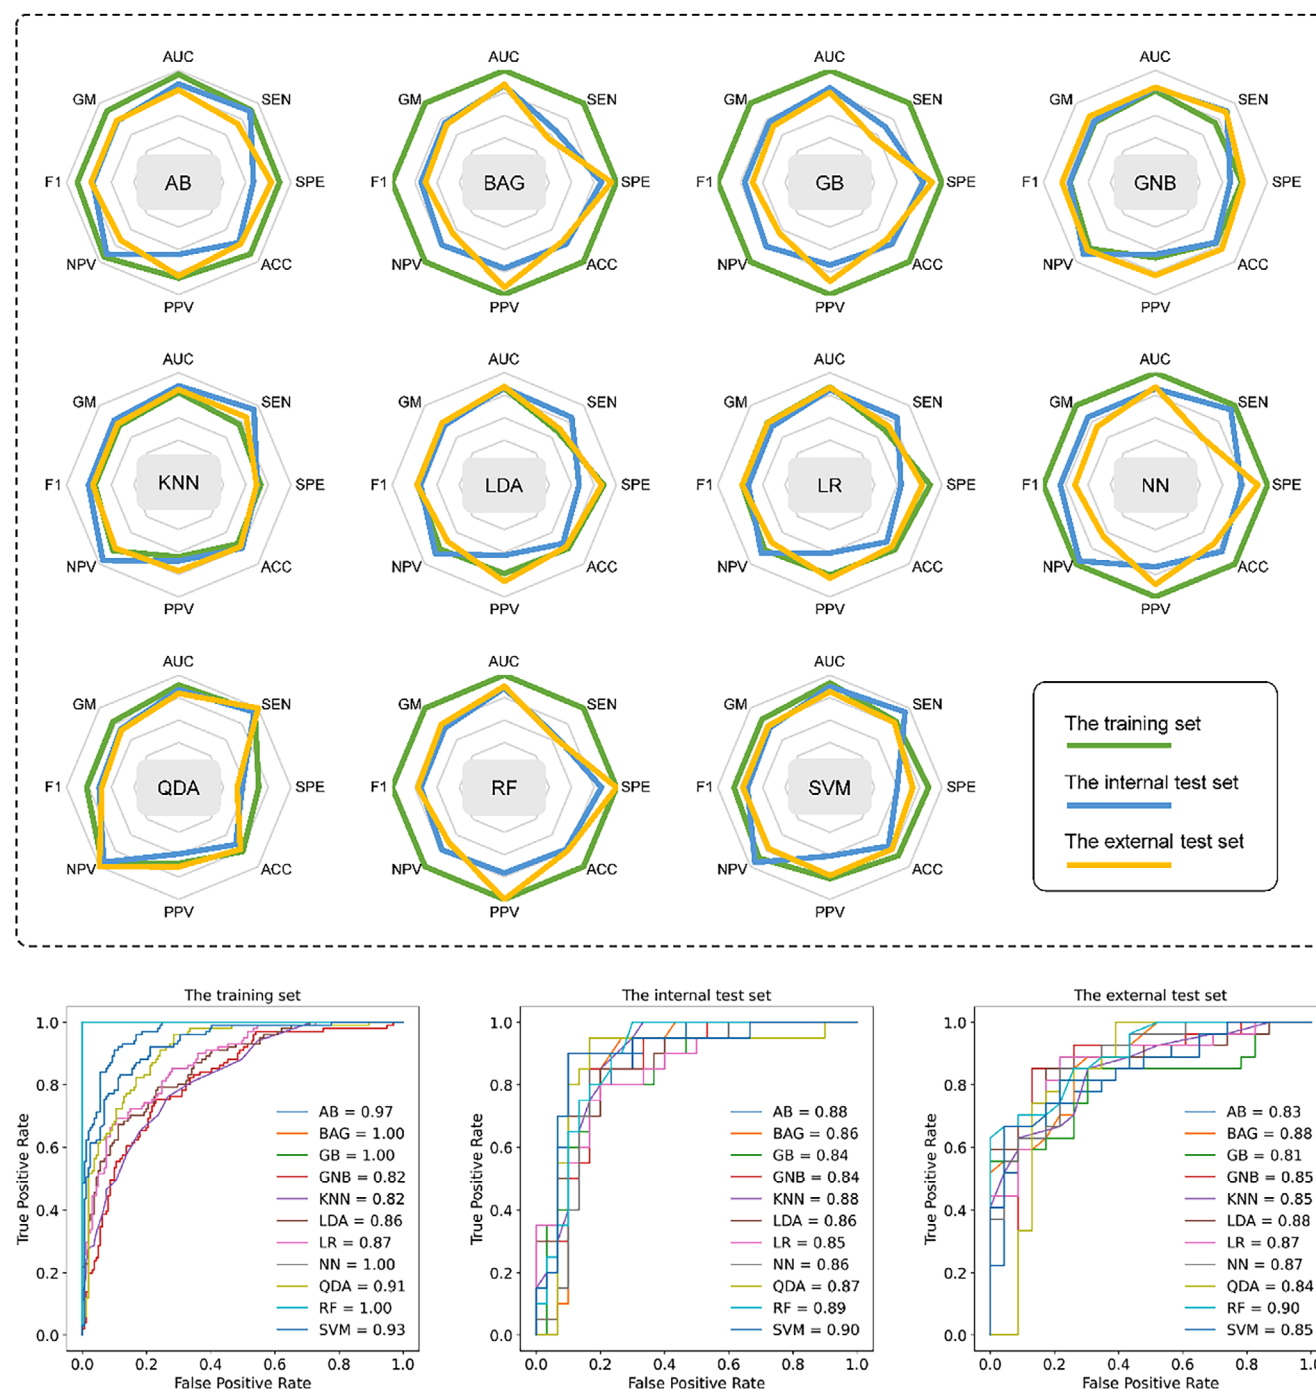 AUC AUC AUC AUC
GM SEN GM SEN GM SEN GM SEN
F1 AB SPE F1 BAG SPE F1 GB SPE F1 GNB SPE
NPV ACC NPV ACC NPV ACC NPV ACC
PPV PPV PPV PPV
AUC AUC AUC AUC
GM SEN GM SEN GM SEN GM SEN
F1 KNN SPE F1 LDA SPE F1 LR SPE F1 NN SPE
NPV ACC NPV ACC NPV ACC NPV ACC
PPV PPV PPV PPV
AUC AUC AUC
GM SEN GM SEN GM SEN
F1 QDA SPE F1 RF SPE F1 SVM SPE
NPV ACC NPV ACC NPV ACC
PPV PPV PPV
The training set
The internal test set
The external test set
The training set
True Positive Rate
1.0
0.8
0.6
0.4
0.2
0.0
AB = 0.97
BAG = 1.00
GB = 1.00
GNB = 0.82
KNN = 0.82
LDA = 0.86
LR = 0.87
NN = 1.00
QDA = 0.91
RF = 1.00
SVM = 0.93
0.0 0.2 0.4 0.6 0.8 1.0
False Positive Rate
The internal test set
True Positive Rate
1.0
0.8
0.6
0.4
0.2
0.0
AB = 0.88
BAG = 0.86
GB = 0.84
GNB = 0.84
KNN = 0.88
LDA = 0.86
LR = 0.85
NN = 0.86
QDA = 0.87
RF = 0.89
SVM = 0.90
0.0 0.2 0.4 0.6 0.8 1.0
False Positive Rate
The external test set
True Positive Rate
1.0
0.8
0.6
0.4
0.2
0.0
AB = 0.83
BAG = 0.88
GB = 0.81
GNB = 0.85
KNN = 0.85
LDA = 0.88
LR = 0.87
NN = 0.87
QDA = 0.84
RF = 0.90
SVM = 0.85
0.0 0.2 0.4 0.6 0.8
False Positive Rate